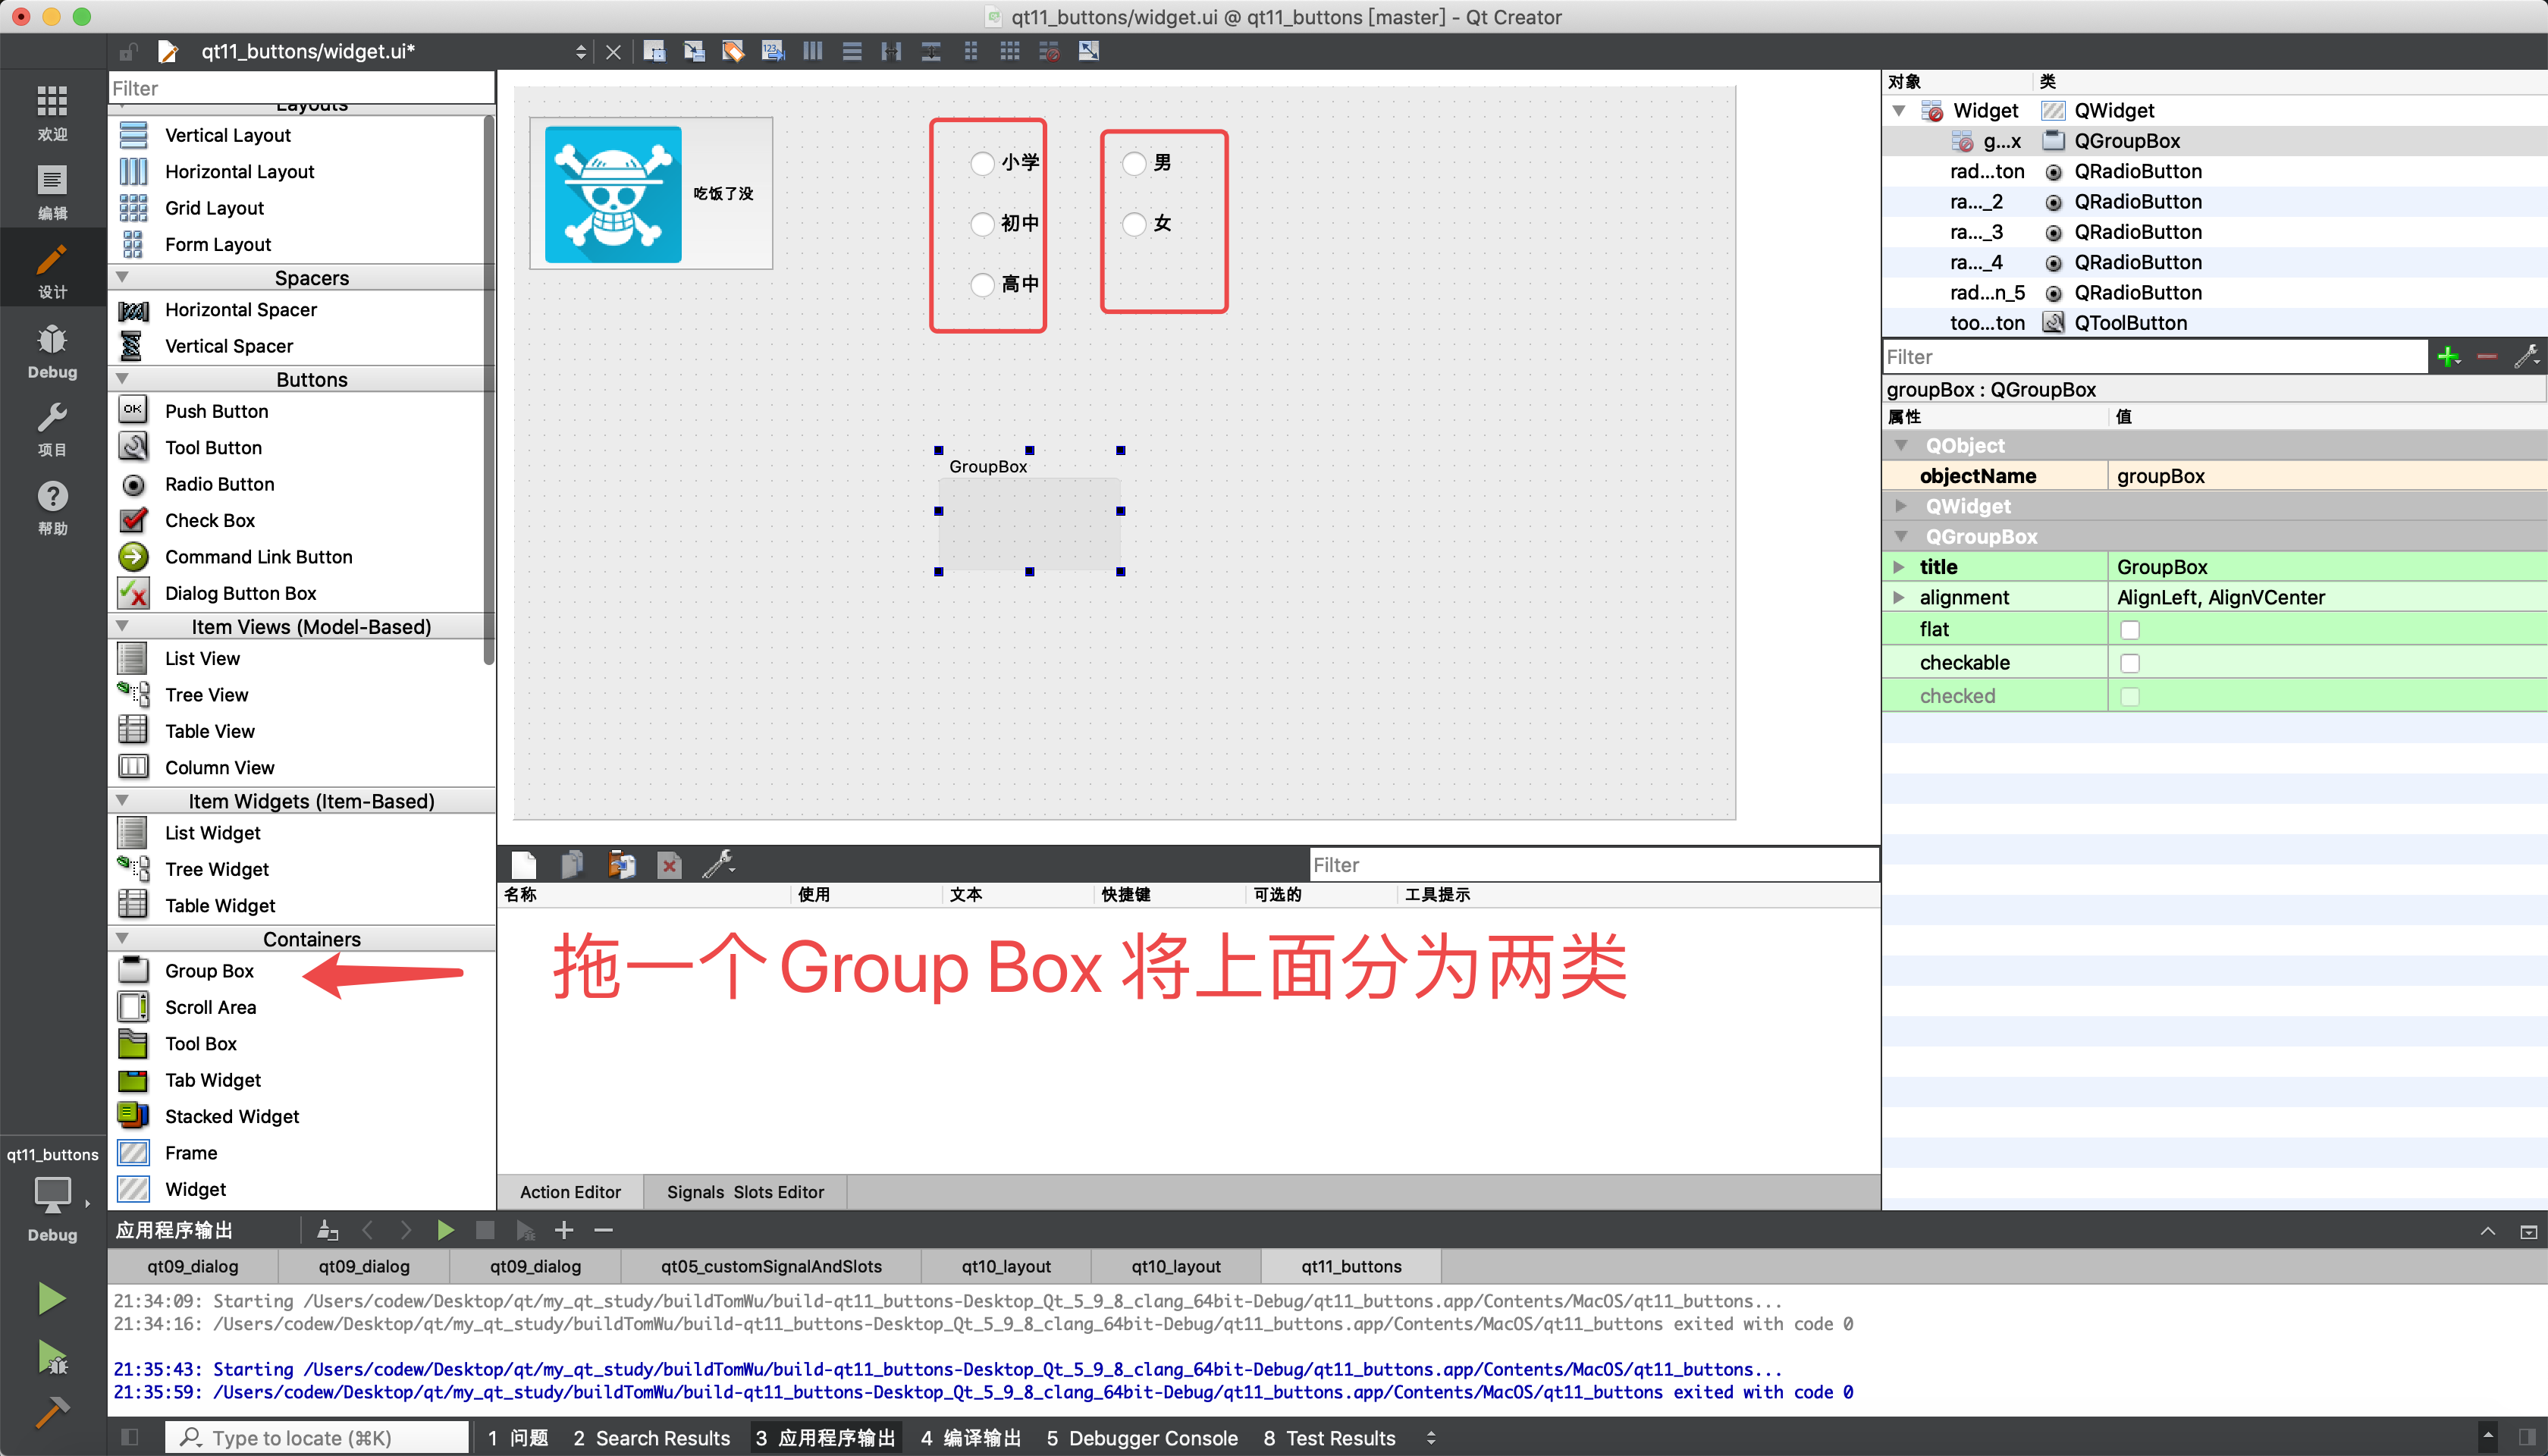 qt11_buttons/widget.ui @ qt11_buttons [master] - Qt Creator
qt11_buttons/widget.ui*
欢迎
编辑
设计
Debug
项目
帮助
qt11_buttons
Debug
Filter
Layouts
Vertical Layout
Horizontal Layout
Grid Layout
Form Layout
Spacers
Horizontal Spacer
Vertical Spacer
Buttons
OK
Push Button
Tool Button
Radio Button
Check Box
Command Link Button
Dialog Button Box
Item Views (Model-Based)
List View
Tree View
Table View
Column View
Item Widgets (Item-Based)
List Widget
Tree Widget
Table Widget
Containers
Group Box
Scroll Area
Tool Box
Tab Widget
Stacked Widget
Frame
Widget
吃饭了没
小学
初中
高中
男
女
GroupBox
Filter
名称 使用 文本 快捷键 可选的 工具提示
拖一个 Group Box 将上面分为两类
Action Editor Signals Slots Editor
对象 类
Widget QWidget
g...x QGroupBox
rad...ton QRadioButton
ra..._2 QRadioButton
ra..._3 QRadioButton
ra..._4 QRadioButton
rad...n_5 QRadioButton
too...ton QToolButton
Filter
groupBox : QGroupBox
属性 值
QObject
objectName groupBox
QWidget
QGroupBox
title GroupBox
alignment AlignLeft, AlignVCenter
flat
checkable
checked
应用程序输出
qt09_dialog qt09_dialog qt09_dialog qt05_customSignalAndSlots qt10_layout qt10_layout qt11_buttons
21:34:09: Starting /Users/codew/Desktop/qt/my_qt_study/buildTomWu/build-qt11_buttons-Desktop_Qt_5_9_8_clang_64bit-Debug/qt11_buttons.app/Contents/MacOS/qt11_buttons...
21:34:16: /Users/codew/Desktop/qt/my_qt_study/buildTomWu/build-qt11_buttons-Desktop_Qt_5_9_8_clang_64bit-Debug/qt11_buttons.app/Contents/MacOS/qt11_buttons exited with code 0
21:35:43: Starting /Users/codew/Desktop/qt/my_qt_study/buildTomWu/build-qt11_buttons-Desktop_Qt_5_9_8_clang_64bit-Debug/qt11_buttons.app/Contents/MacOS/qt11_buttons...
21:35:59: /Users/codew/Desktop/qt/my_qt_study/buildTomWu/build-qt11_buttons-Desktop_Qt_5_9_8_clang_64bit-Debug/qt11_buttons.app/Contents/MacOS/qt11_buttons exited with code 0
Type to locate (⌘K) 1 问题 2 Search Results 3 应用程序输出 4 编译输出 5 Debugger Console 8 Test Results